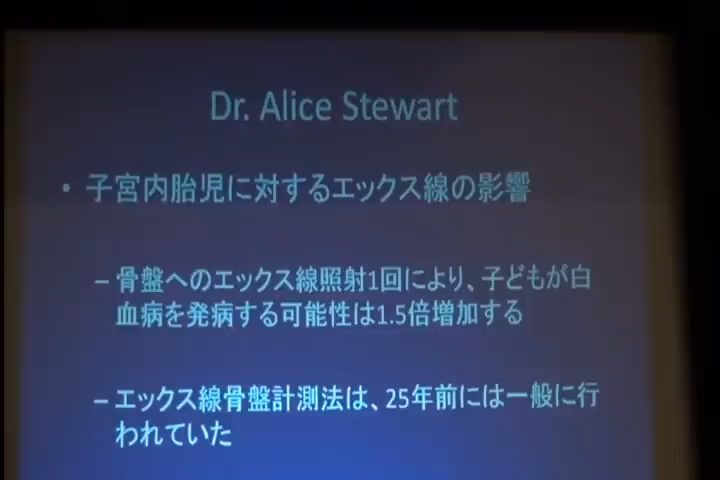 Dr. Alice Stewart
• 子宮内胎児に対するエックス線の影響
– 骨盤へのエックス線照射1回により、子どもが白
血病を発病する可能性は1.5倍増加する
– エックス線骨盤計測法は、25年前には一般に行
われていた